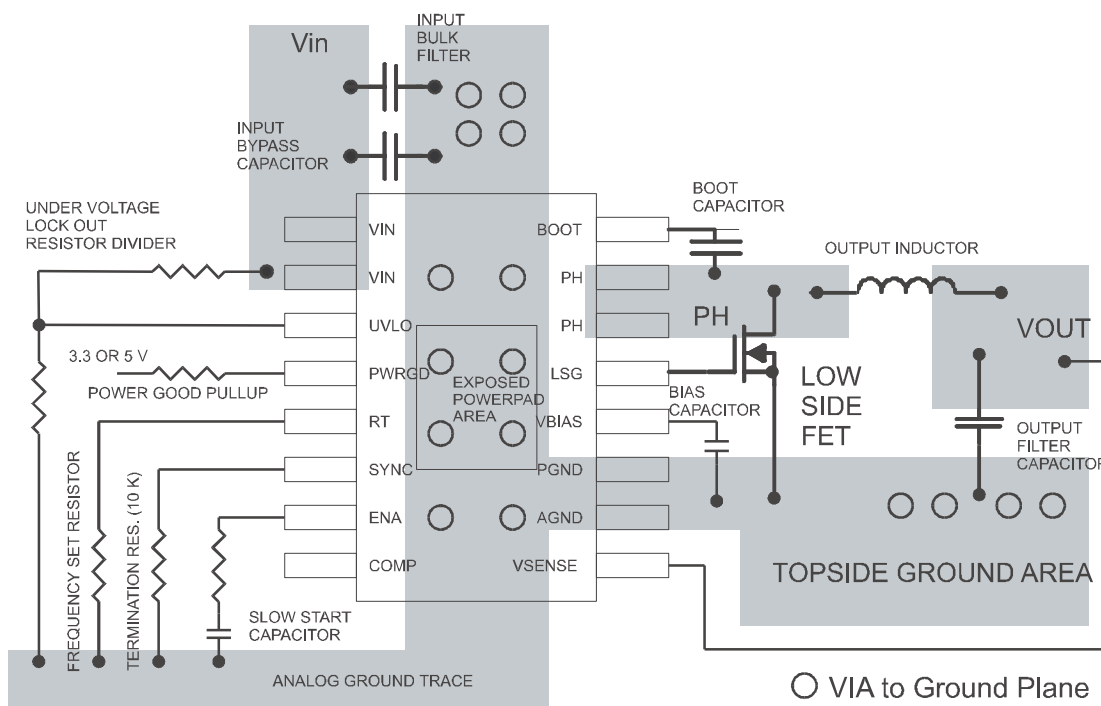 INPUT
BULK
FILTER
Vin
INPUT
BYPASS
CAPACITOR
BOOT
CAPACITOR
UNDER VOLTAGE
LOCK OUT
RESISTOR DIVIDER
OUTPUT INDUCTOR
VIN
BOOT
VIN
PH
UVLO
PH
PH
VOUT
3.3 OR 5 V
POWER GOOD PULLUP
PWRGD
EXPOSED
POWERPAD
AREA
LSG
BIAS
CAPACITOR
LOW
SIDE
FET
RT
VBIAS
OUTPUT
FILTER
CAPACITOR
SYNC
PGND
ENA
AGND
COMP
VSENSE
FREQUENCY SET RESISTOR
TERMINATION RES. (10 K)
SLOW START
CAPACITOR
TOPSIDE GROUND AREA
ANALOG GROUND TRACE
VIA to Ground Plane